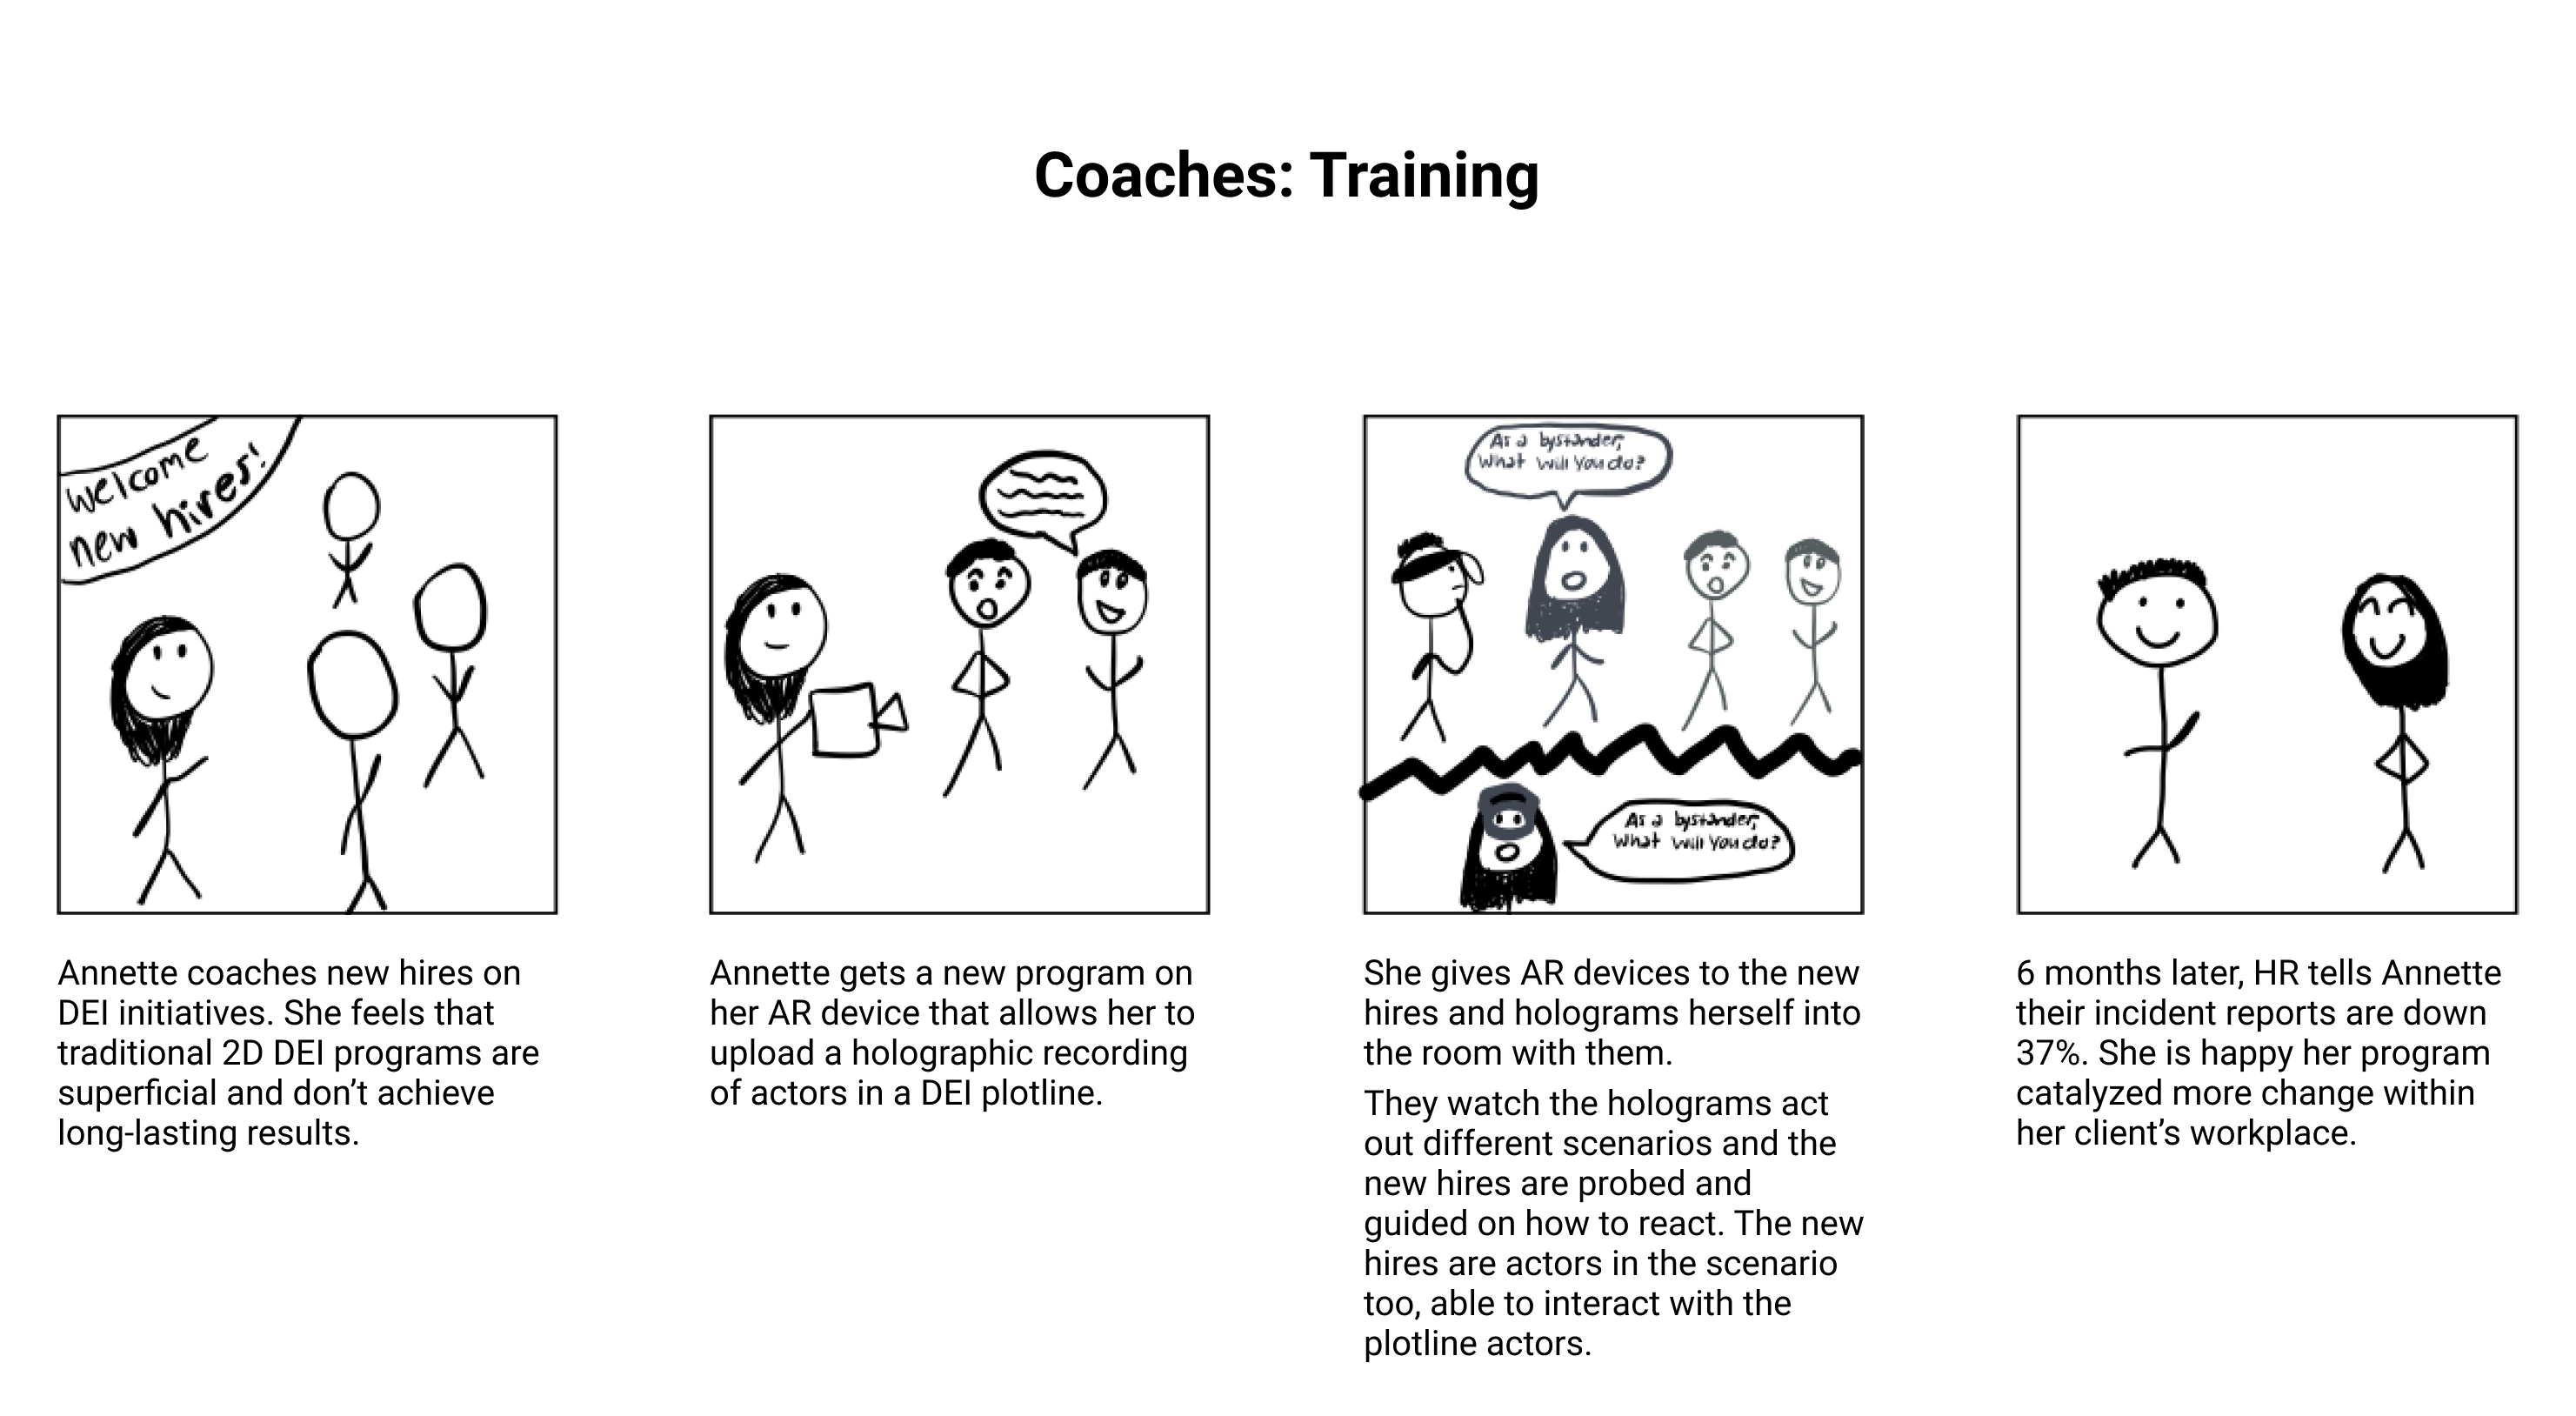 Coaches: Training
welcome
new hires!
As a bystander,
What will you do?
As a bystander,
What will you do?
Annette coaches new hires on
DEI initiatives. She feels that
traditional 2D DEI programs are
superficial and don’t achieve
long-lasting results.
Annette gets a new program on
her AR device that allows her to
upload a holographic recording
of actors in a DEI plotline.
She gives AR devices to the new
hires and holograms herself into
the room with them.
They watch the holograms act
out different scenarios and the
new hires are probed and
guided on how to react. The new
hires are actors in the scenario
too, able to interact with the
plotline actors.
6 months later, HR tells Annette
their incident reports are down
37%. She is happy her program
catalyzed more change within
her client’s workplace.